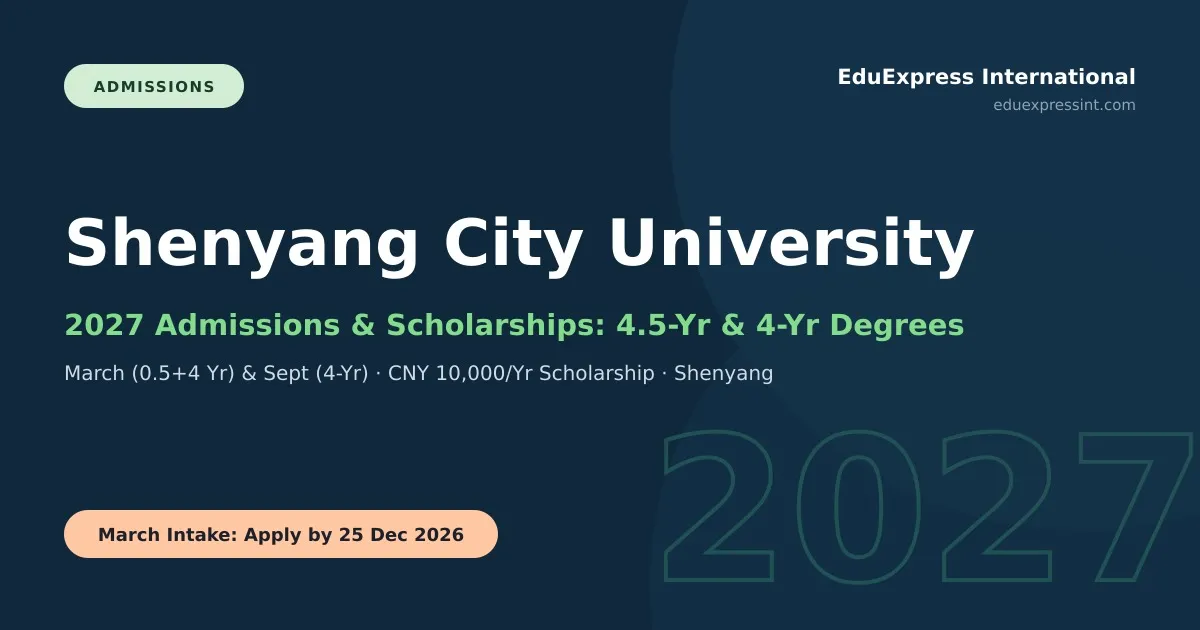 ADMISSIONS
EduExpress International
eduexpressint.com
Shenyang City University
2027 Admissions & Scholarships: 4.5-Yr & 4-Yr Degrees
March (0.5+4 Yr) & Sept (4-Yr) · CNY 10,000/Yr Scholarship · Shenyang
2027
March Intake: Apply by 25 Dec 2026